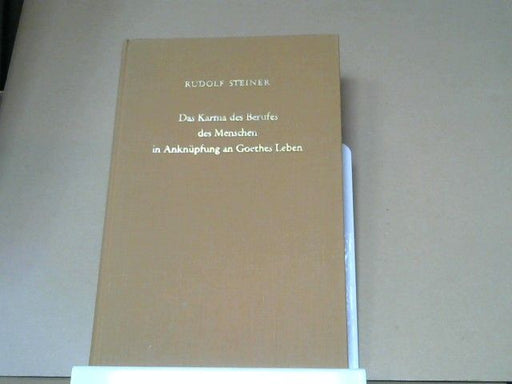 RUDOLF STEINER
Das Karma des Berufes
des Menschen
in Anknüpfung an Goethes Leben